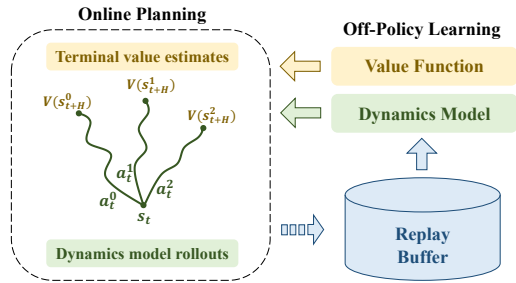 Online Planning
Off-Policy Learning
Terminal value estimates
Value Function
Dynamics Model
V(s⁰ₜ₊H)
V(s¹ₜ₊H)
V(s²ₜ₊H)
a⁰ₜ
a¹ₜ
a²ₜ
sₜ
Dynamics model rollouts
Replay
Buffer